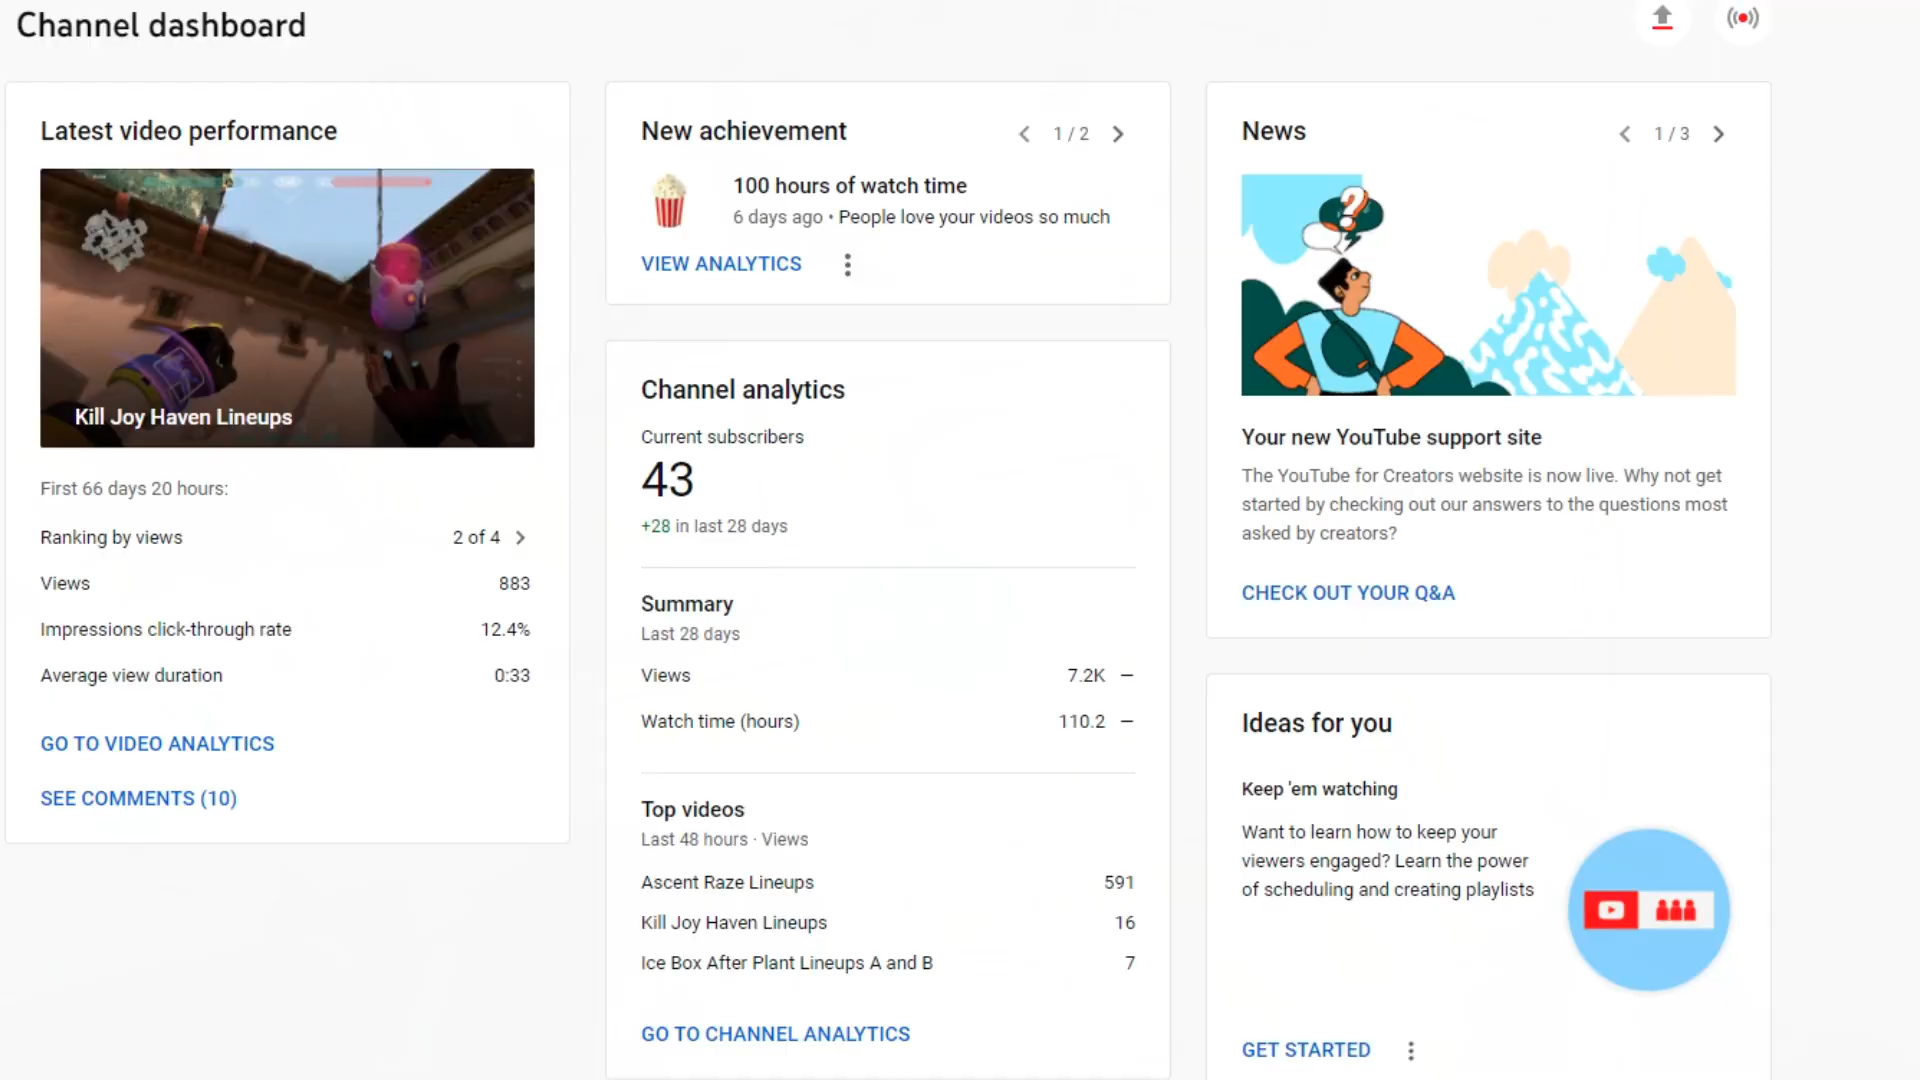 Channel dashboard
Latest video performance
Kill Joy Haven Lineups
First 66 days 20 hours:
Ranking by views 2 of 4
Views 883
Impressions click-through rate 12.4%
Average view duration 0:33
GO TO VIDEO ANALYTICS
SEE COMMENTS (10)
New achievement 1 / 2
100 hours of watch time
6 days ago • People love your videos so much
VIEW ANALYTICS
Channel analytics
Current subscribers
43
+28 in last 28 days
Summary
Last 28 days
Views 7.2K —
Watch time (hours) 110.2 —
Top videos
Last 48 hours · Views
Ascent Raze Lineups 591
Kill Joy Haven Lineups 16
Ice Box After Plant Lineups A and B 7
GO TO CHANNEL ANALYTICS
News 1 / 3
?
Your new YouTube support site
The YouTube for Creators website is now live. Why not get
started by checking out our answers to the questions most
asked by creators?
CHECK OUT YOUR Q&A
Ideas for you
Keep 'em watching
Want to learn how to keep your
viewers engaged? Learn the power
of scheduling and creating playlists
GET STARTED